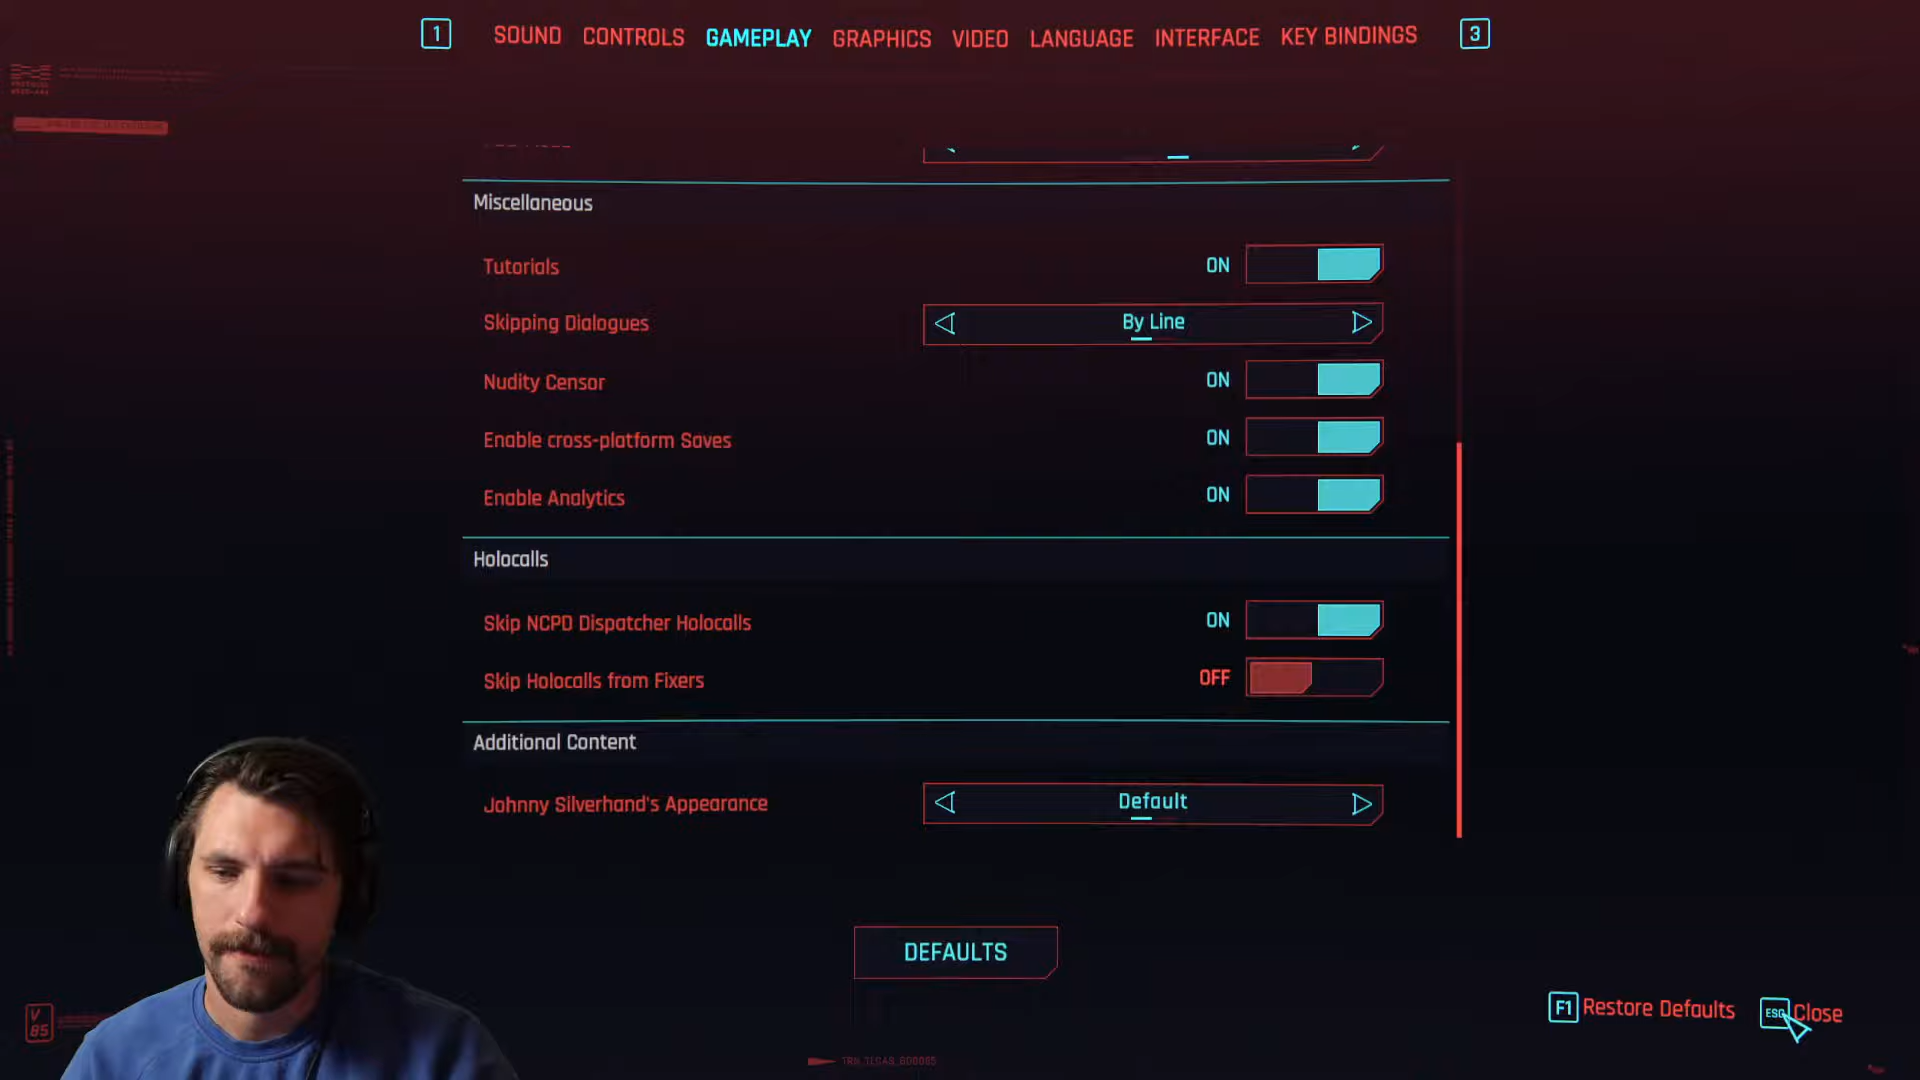 1 SOUND CONTROLS GAMEPLAY GRAPHICS VIDEO LANGUAGE INTERFACE KEY BINDINGS 3
Miscellaneous
Tutorials ON
Skipping Dialogues By Line
Nudity Censor ON
Enable cross-platform Saves ON
Enable Analytics ON
Holocalls
Skip NCPD Dispatcher Holocalls ON
Skip Holocalls from Fixers OFF
Additional Content
Johnny Silverhand's Appearance Default
DEFAULTS
F1 Restore Defaults ESC Close
V
85